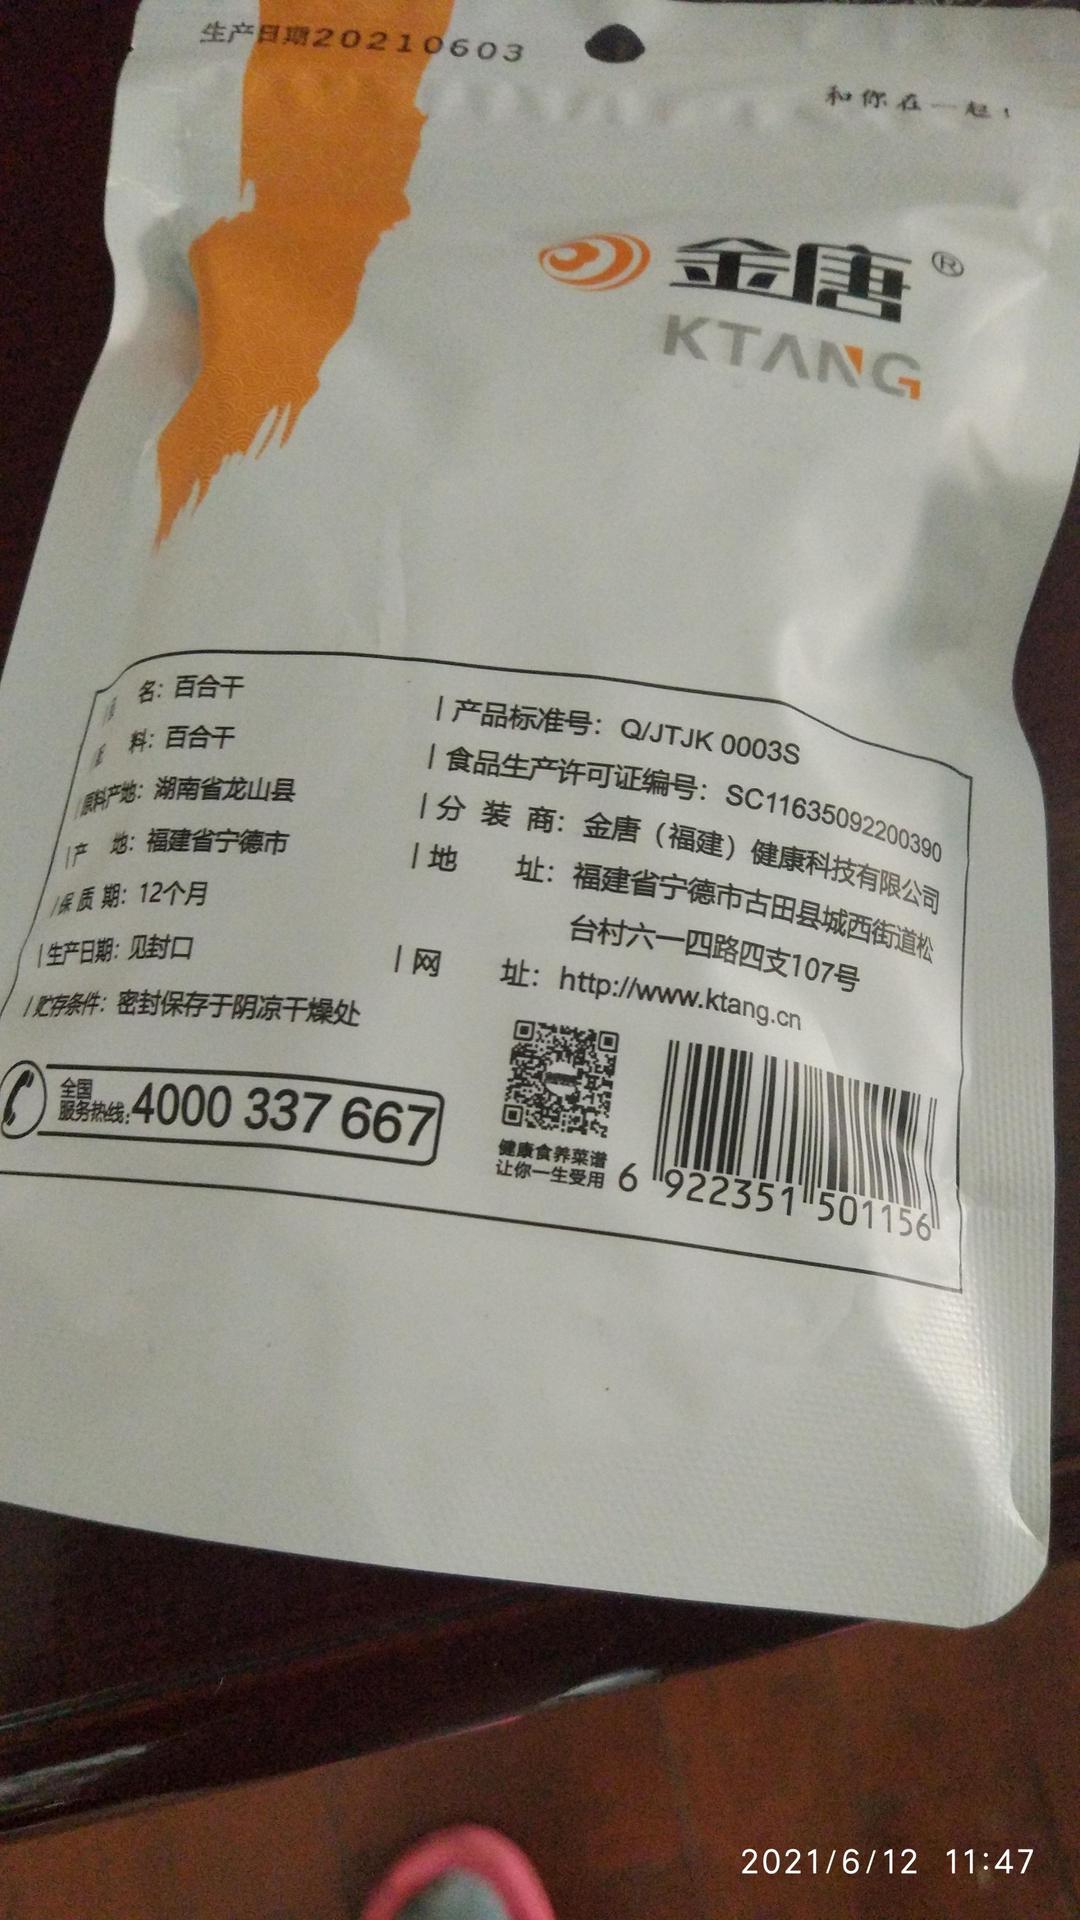 生产日期20210603
和你在一起!
金唐®
KTANG
名: 百合干
料: 百合干
原料产地: 湖南省龙山县
产 地: 福建省宁德市
保质期: 12个月
生产日期: 见封口
贮存条件: 密封保存于阴凉干燥处
产品标准号: Q/JTJK 0003S
食品生产许可证编号: SC11635092200390
分装商: 金唐（福建）健康科技有限公司
地 址: 福建省宁德市古田县城西街道松
台村六一四路四支107号
网 址: http://www.ktang.cn
全国
服务热线: 4000 337 667
健康食养菜谱
让你一生受用
6 922351 501156
2021/6/12 11:47